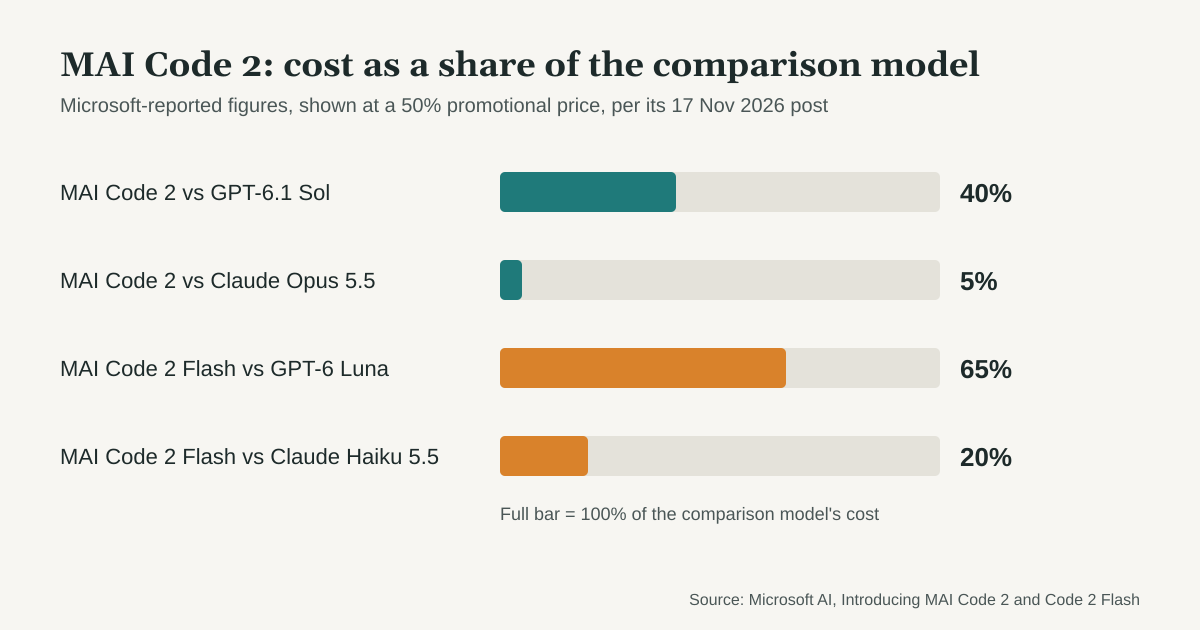 MAI Code 2: cost as a share of the comparison model
Microsoft-reported figures, shown at a 50% promotional price, per its 17 Nov 2026 post
MAI Code 2 vs GPT-6.1 Sol
40%
MAI Code 2 vs Claude Opus 5.5
5%
MAI Code 2 Flash vs GPT-6 Luna
65%
MAI Code 2 Flash vs Claude Haiku 5.5
20%
Full bar = 100% of the comparison model's cost
Source: Microsoft AI, Introducing MAI Code 2 and Code 2 Flash